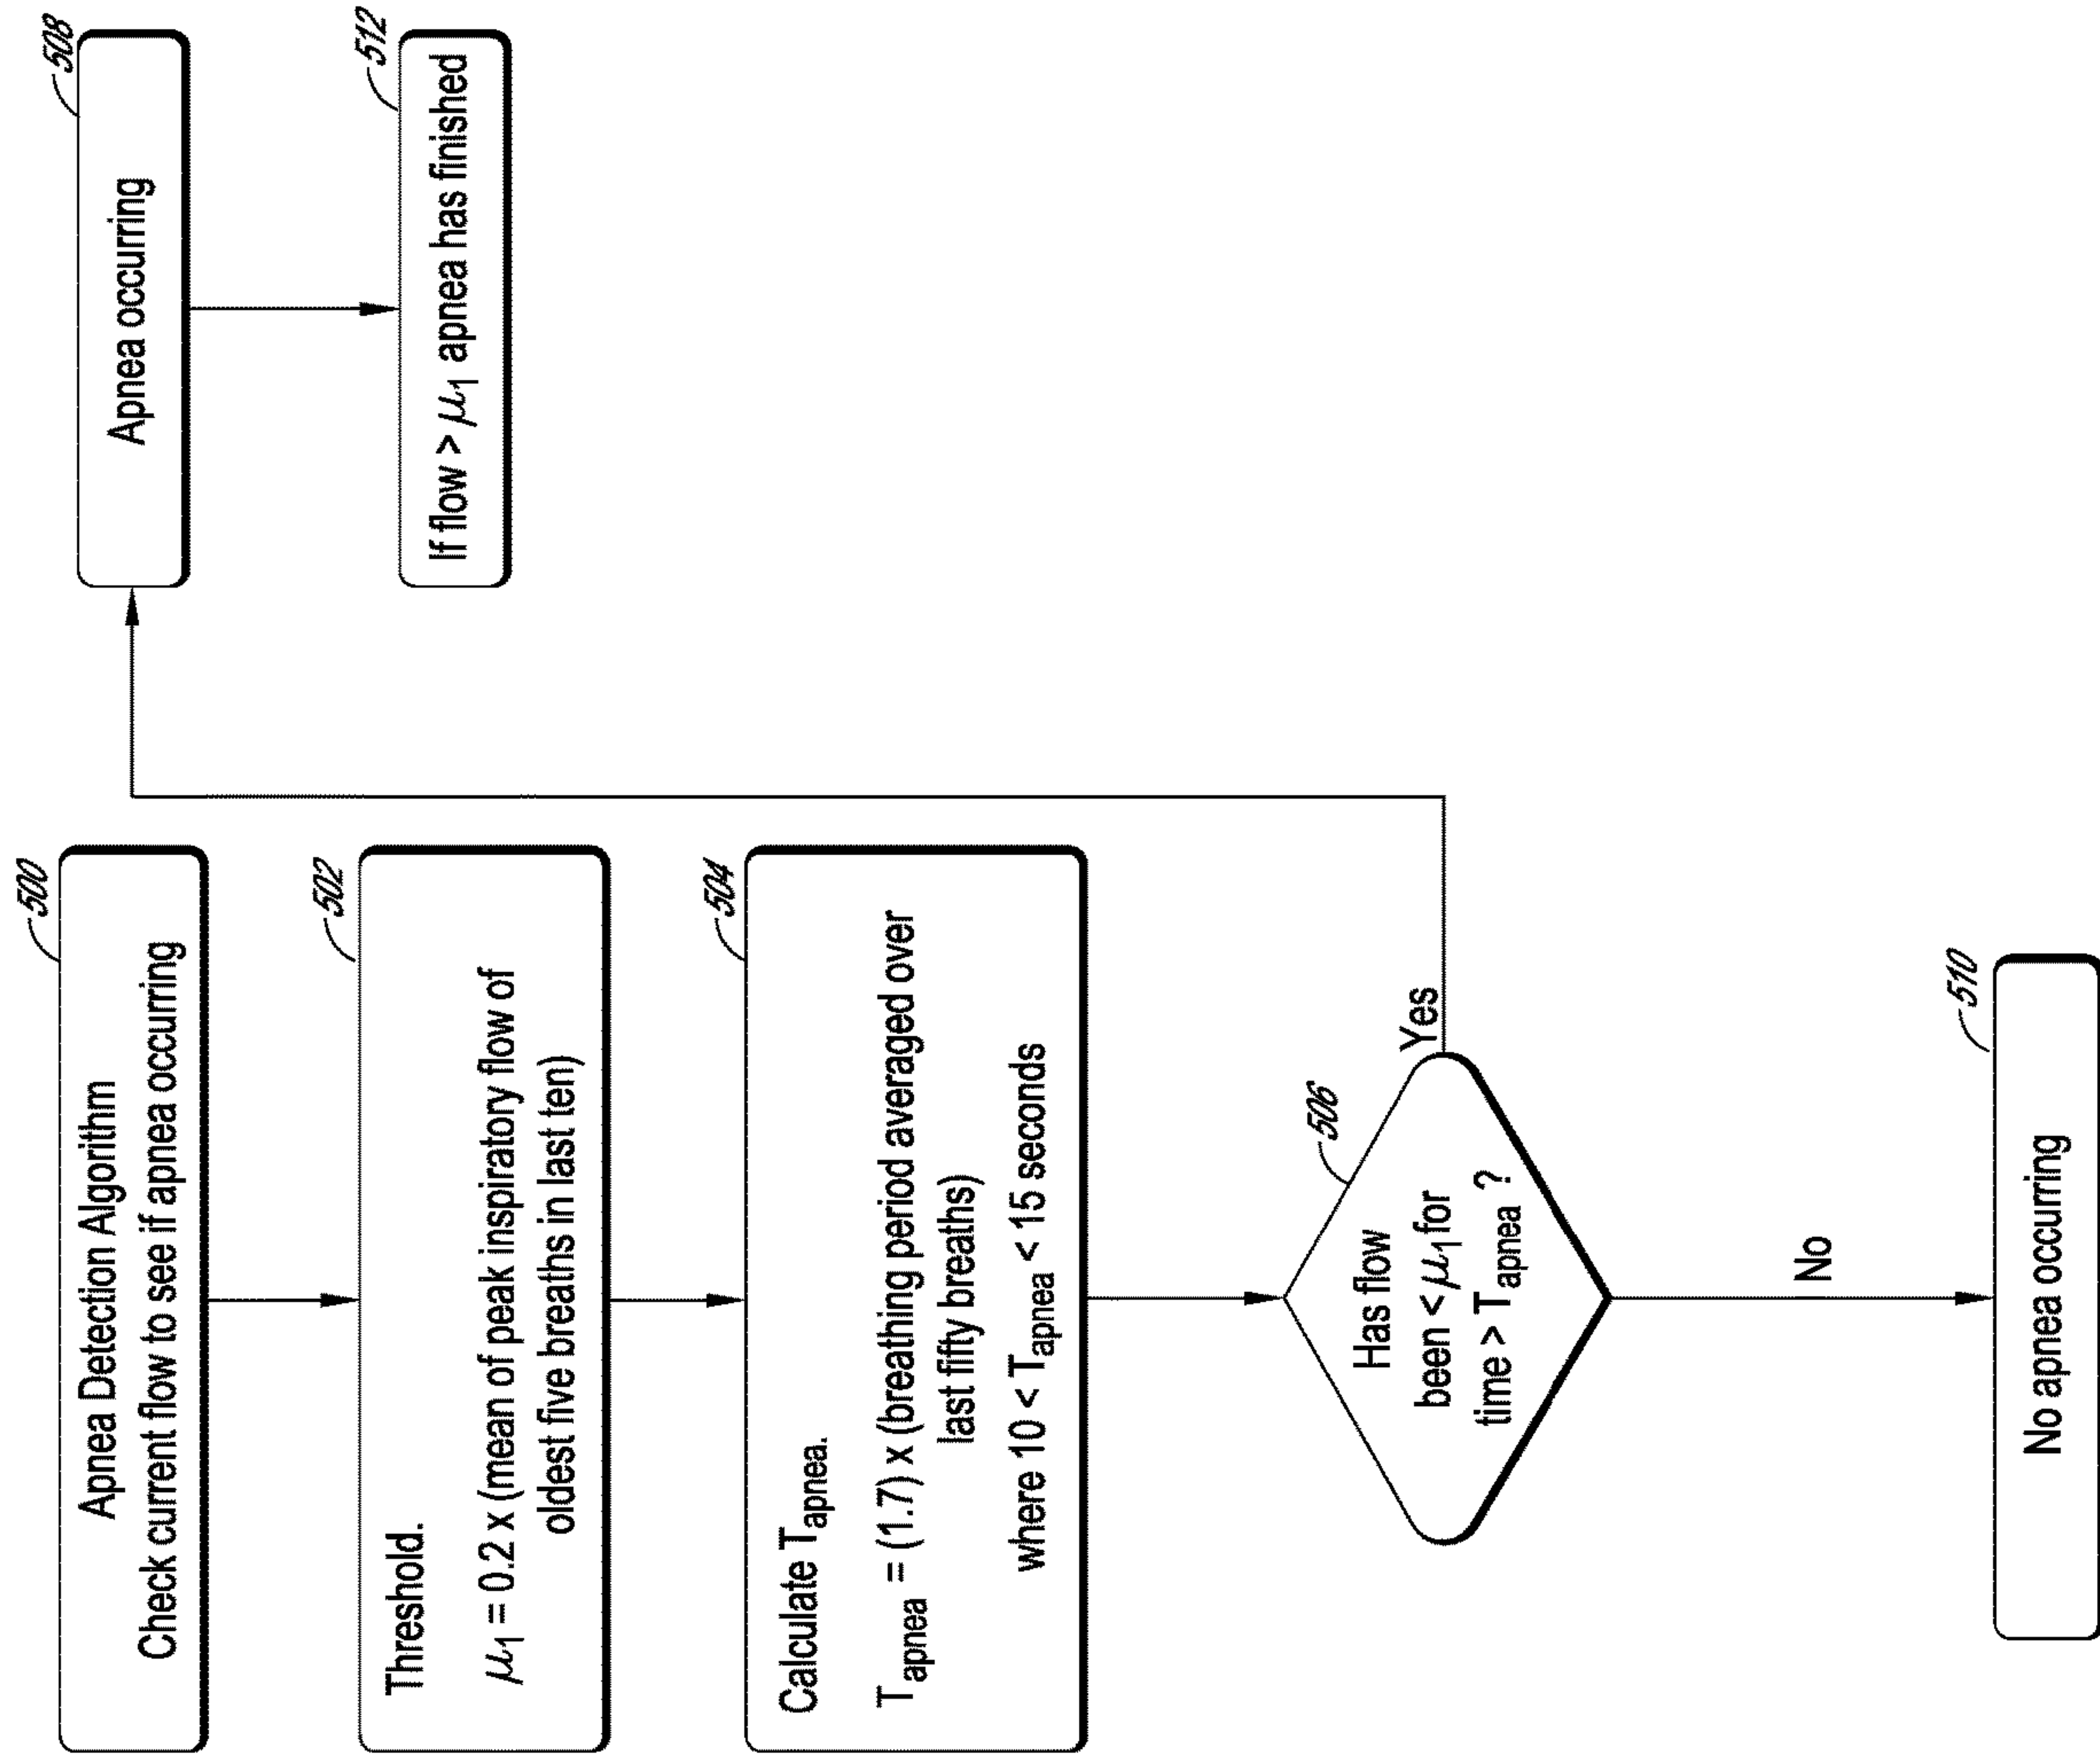 500
Apnea Detection Algorithm
Check current flow to see if apnea occurring
502
Threshold.
μ1 = 0.2 x (mean of peak inspiratory flow of
oldest five breaths in last ten)
504
Calculate Tapnea.
Tapnea = (1.7) x (breathing period averaged over
last fifty breaths)
where 10 < Tapnea < 15 seconds
506
Has flow
been < μ1 for
time > Tapnea ?
Yes
No
510
No apnea occurring
508
Apnea occurring
512
If flow > μ1 apnea has finished